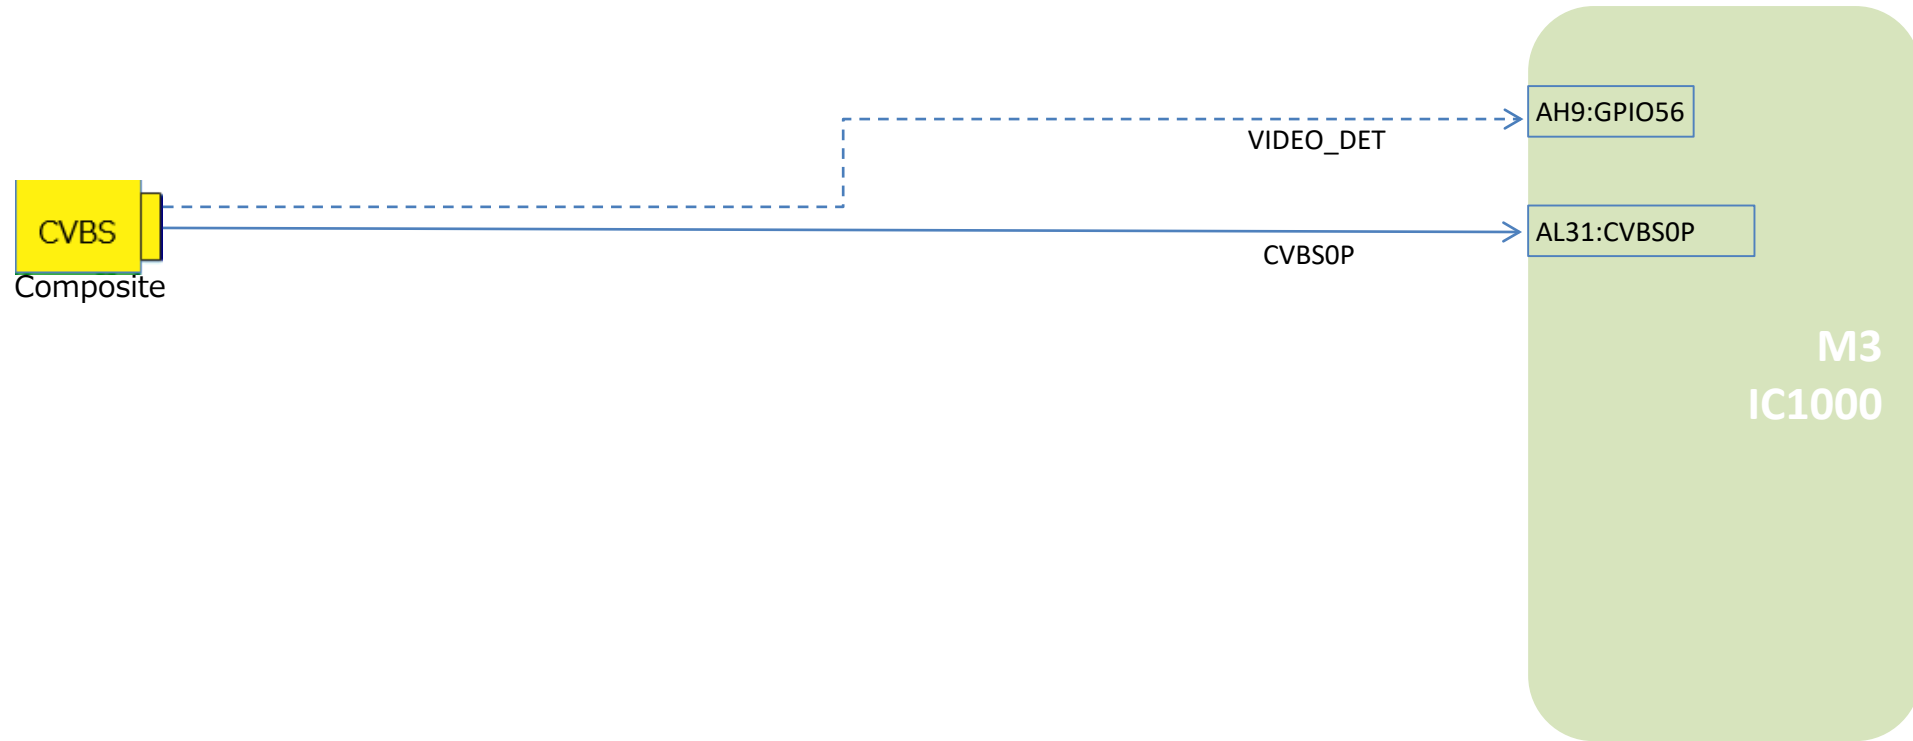 AH9:GPIO56
VIDEO_DET
CVBS
AL31:CVBS0P
CVBS0P
Composite
M3
IC1000